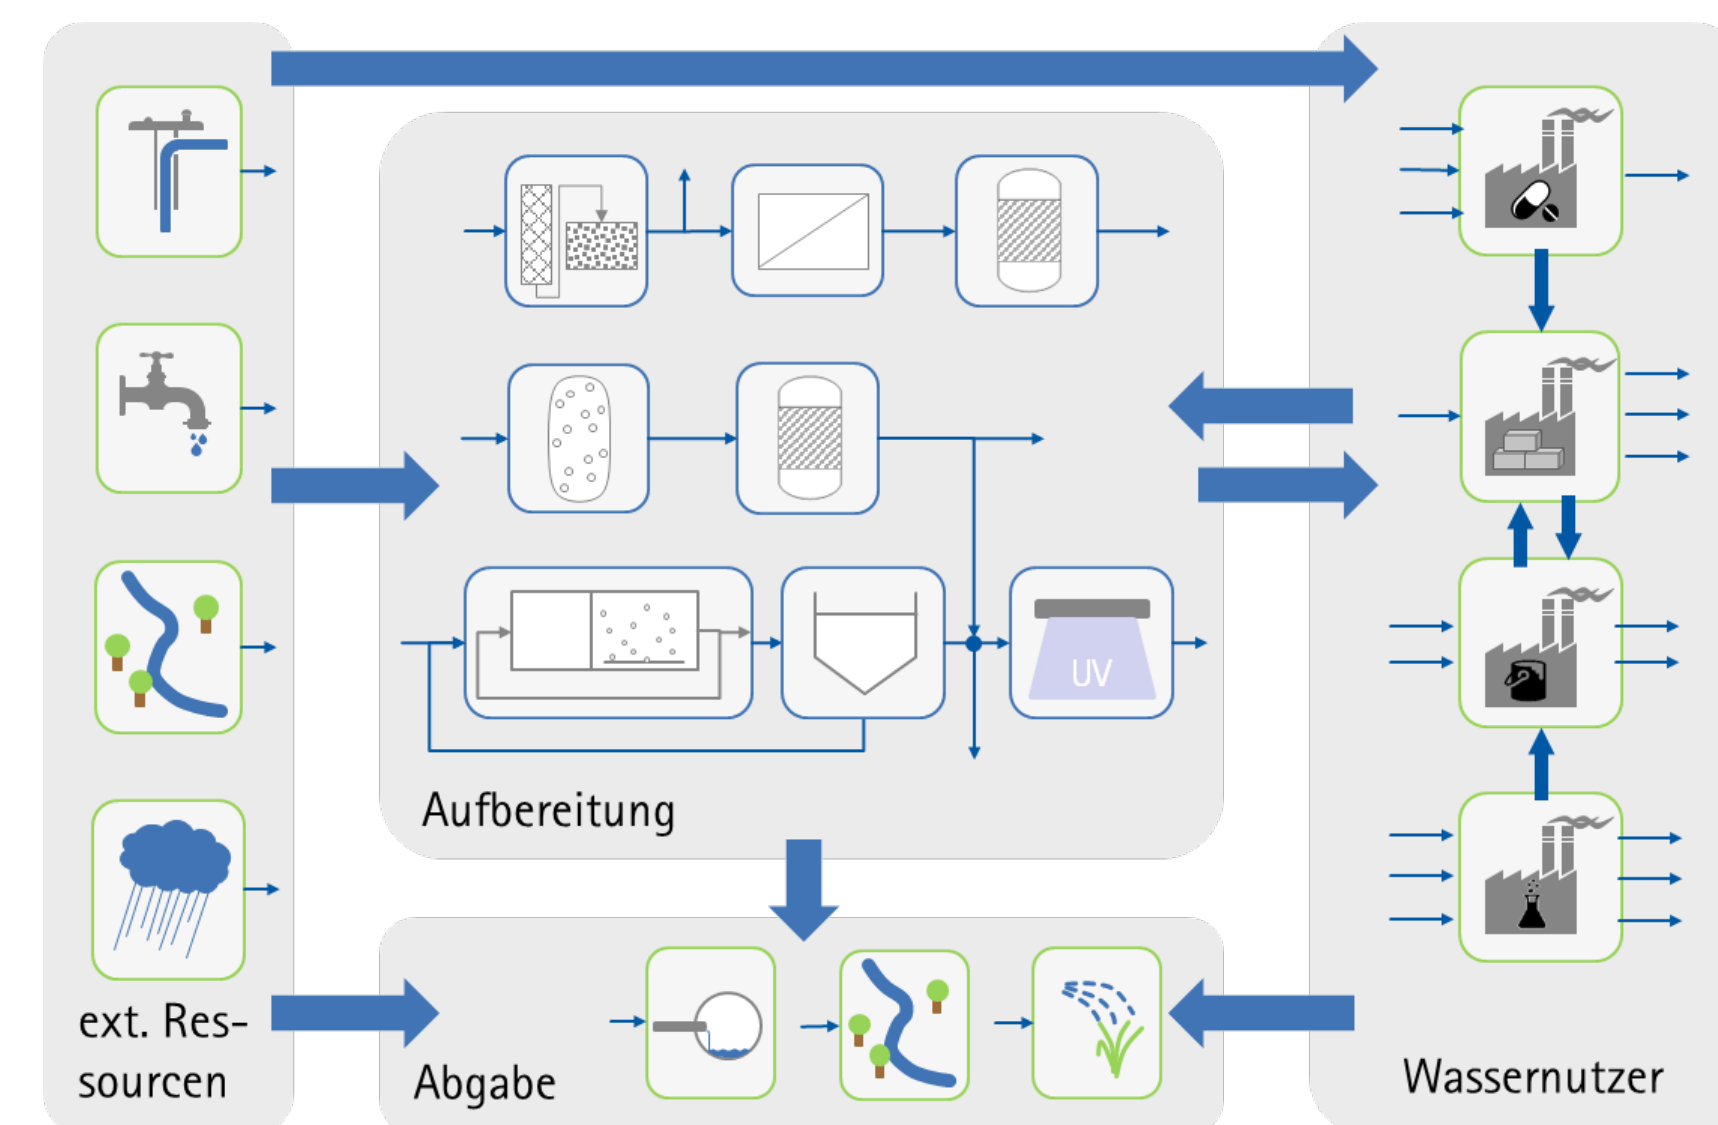 UV
Aufbereitung
ext. Res-
sourcen
Abgabe
Wassernutzer